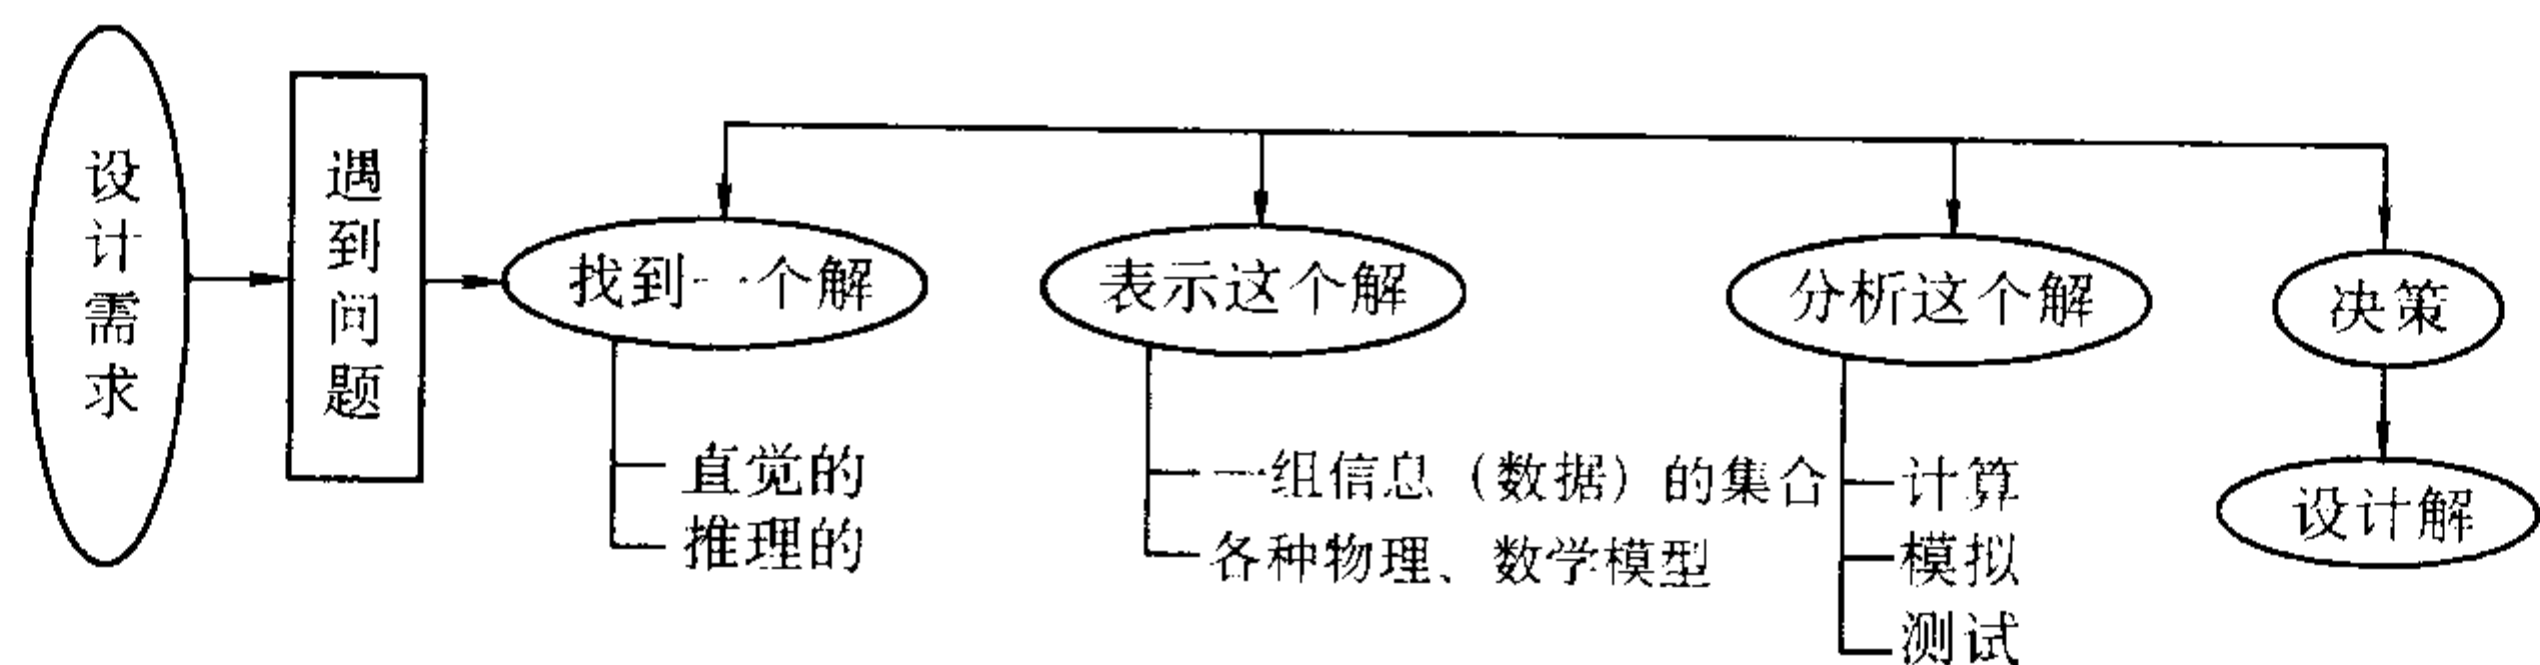 设计需求
遇到问题
找到一个解
表示这个解
分析这个解
决策
直觉的
推理的
一组信息（数据）的集合
各种物理、数学模型
计算
模拟
测试
设计解